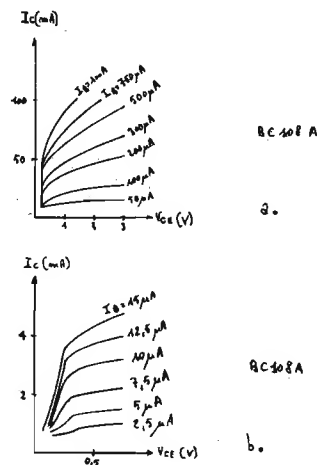 Ic(mA)
IB=1mA
IB=750µA
500µA
100
300µA
BC 108 A
50
200µA
100µA
50µA
a.
1 2 3 VCE (V)
Ic(mA)
IB=15µA
12,5µA
4
10µA
BC108A
7,5µA
2
5µA
2,5µA
b.
0,5 VCE (V)